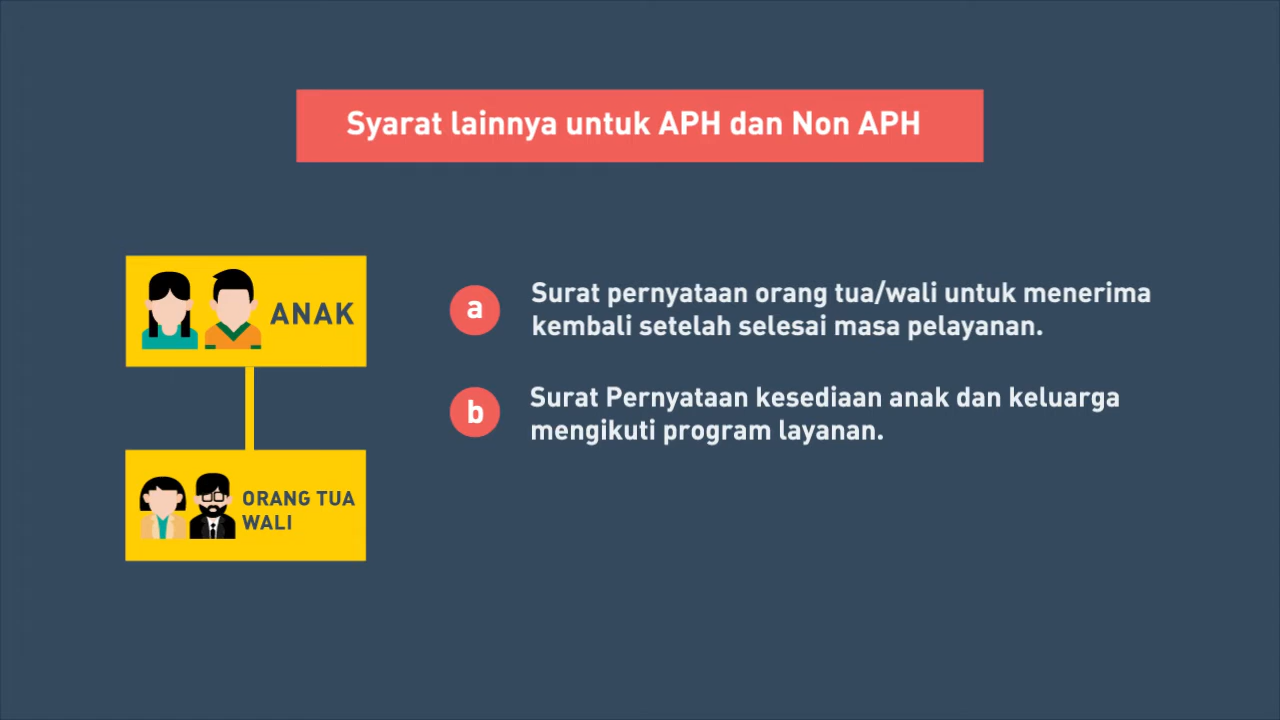 Syarat lainnya untuk APH dan Non APH
ANAK
ORANG TUA
WALI
a
Surat pernyataan orang tua/wali untuk menerima
kembali setelah selesai masa pelayanan.
b
Surat Pernyataan kesediaan anak dan keluarga
mengikuti program layanan.